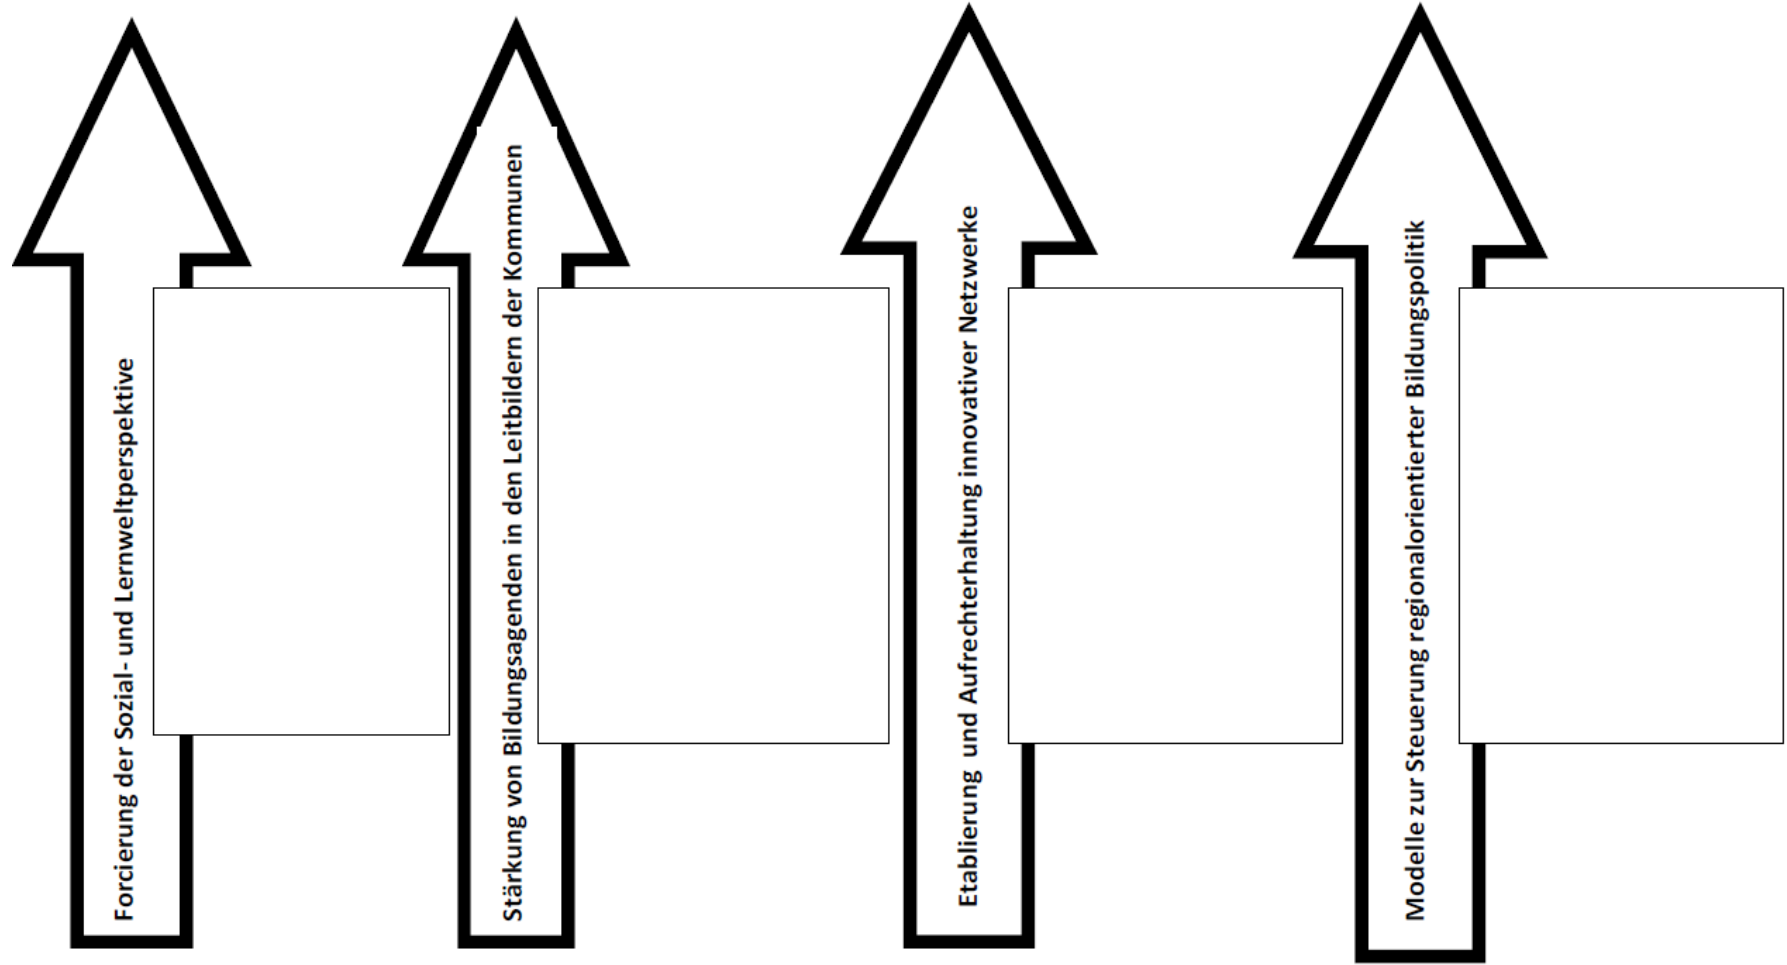 Forcierung der Sozial- und Lernweltperspektive
Stärkung von Bildungsagenden in den Leitbildern der Kommunen
Etablierung und Aufrechterhaltung innovativer Netzwerke
Modelle zur Steuerung regionalorientierter Bildungspolitik